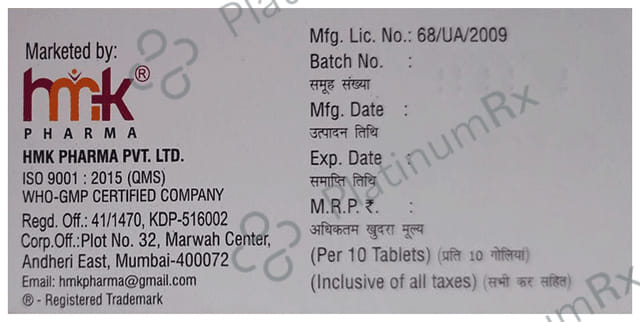 Marketed by:
hmk®
PHARMA
HMK PHARMA PVT. LTD.
ISO 9001 : 2015 (QMS)
WHO-GMP CERTIFIED COMPANY
Regd. Off.: 41/1470, KDP-516002
Corp.Off.:Plot No. 32, Marwah Center,
Andheri East, Mumbai-400072
Email: hmkpharma@gmail.com
® - Registered Trademark
Mfg. Lic. No.: 68/UA/2009
Batch No. :
समूह संख्या
Mfg. Date :
उत्पादन तिथि
Exp. Date :
समाप्ति तिथि
M.R.P. ₹. :
अधिकतम खुदरा मूल्य
(Per 10 Tablets) (प्रति 10 गोलियां)
(Inclusive of all taxes) (सभी कर सहित)
PlatinumRx